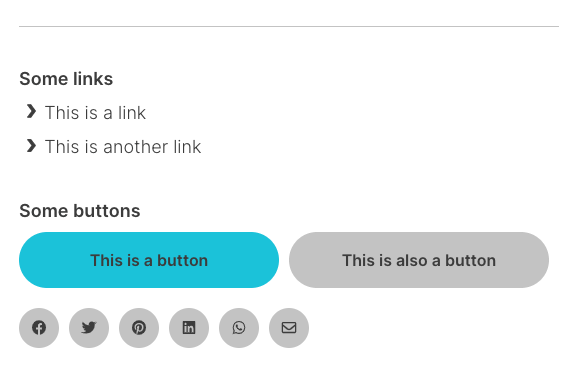 Some links
This is a link
This is another link
Some buttons
This is a button
This is also a button